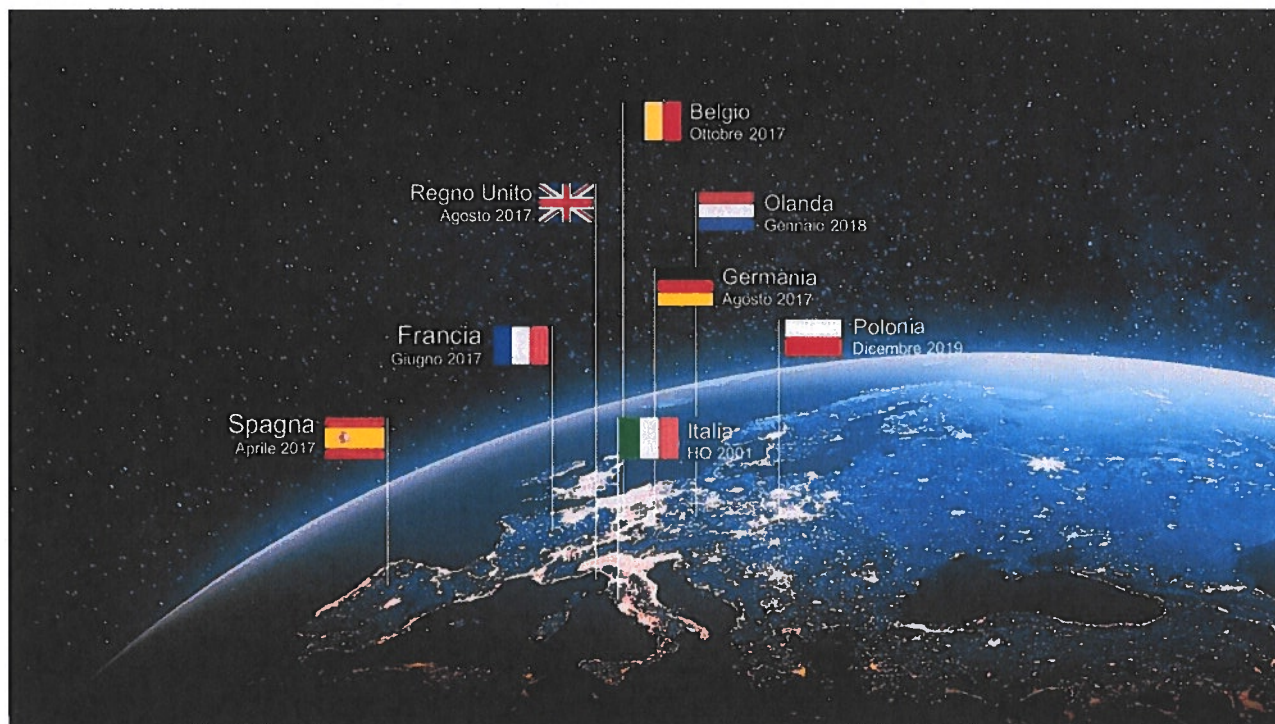 Belgio
Ottobre 2017
Regno Unito
Agosto 2017
Olanda
Gennaio 2018
Germania
Agosto 2017
Francia
Giugno 2017
Polonia
Dicembre 2019
Spagna
Aprile 2017
Italia
HQ 2001